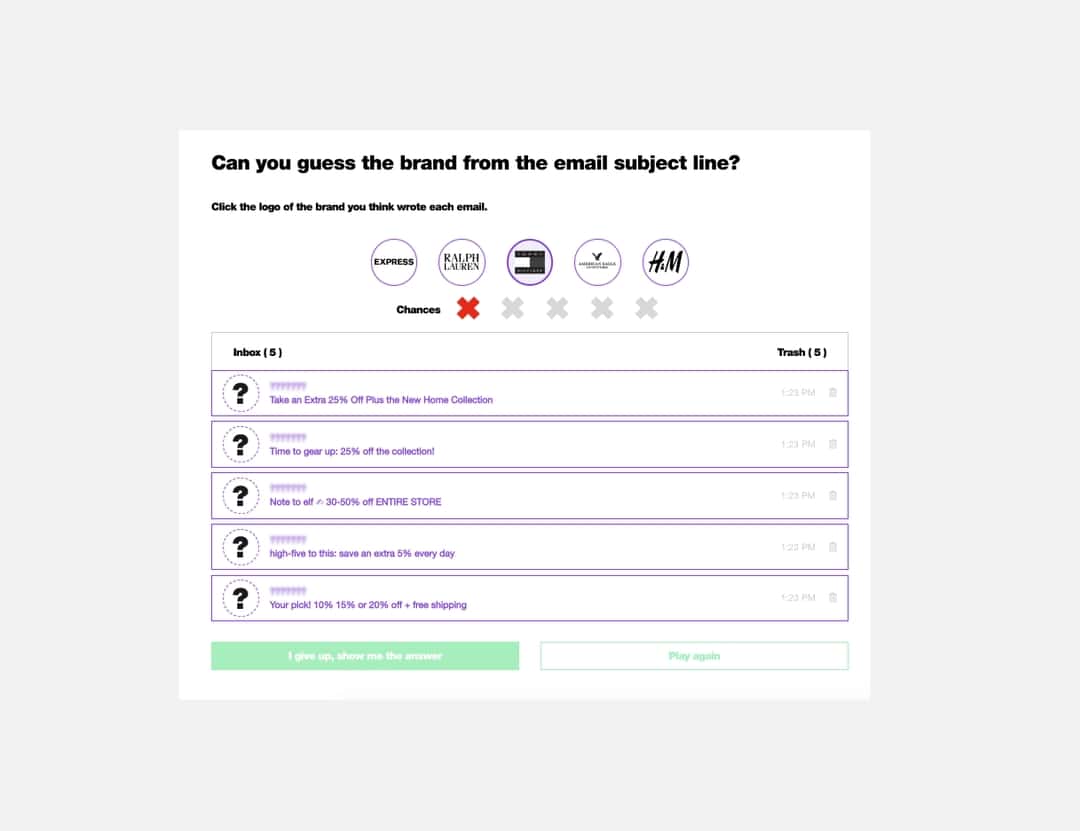 Can you guess the brand from the email subject line?
Click the logo of the brand you think wrote each email.
EXPRESS
RALPH
LAUREN
TOMMY
HILFIGER
AMERICAN EAGLE
OUTFITTERS
H&M
Chances
Inbox ( 5 ) Trash ( 5 )
?
???????
Take an Extra 25% Off Plus the New Home Collection
1:23 PM
?
???????
Time to gear up: 25% off the collection!
1:23 PM
?
???????
Note to elf ✍ 30-50% off ENTIRE STORE
1:23 PM
?
???????
high-five to this: save an extra 5% every day
1:23 PM
?
???????
Your pick! 10% 15% or 20% off + free shipping
1:23 PM
I give up, show me the answer
Play again